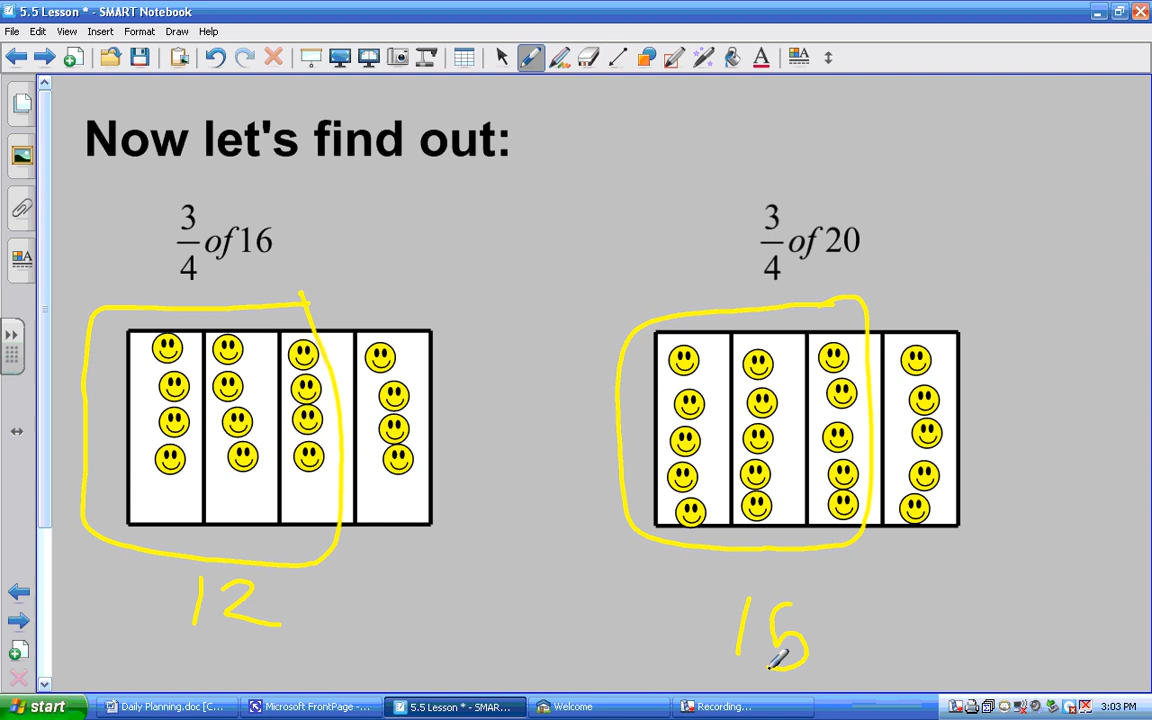 5.5 Lesson * - SMART Notebook
File Edit View Insert Format Draw Help
Now let's find out:
3/4 of 16
3/4 of 20
12
15
start
Daily Planning.doc [C...
Microsoft FrontPage -...
5.5 Lesson * - SMAR...
Welcome
Recording...
3:03 PM